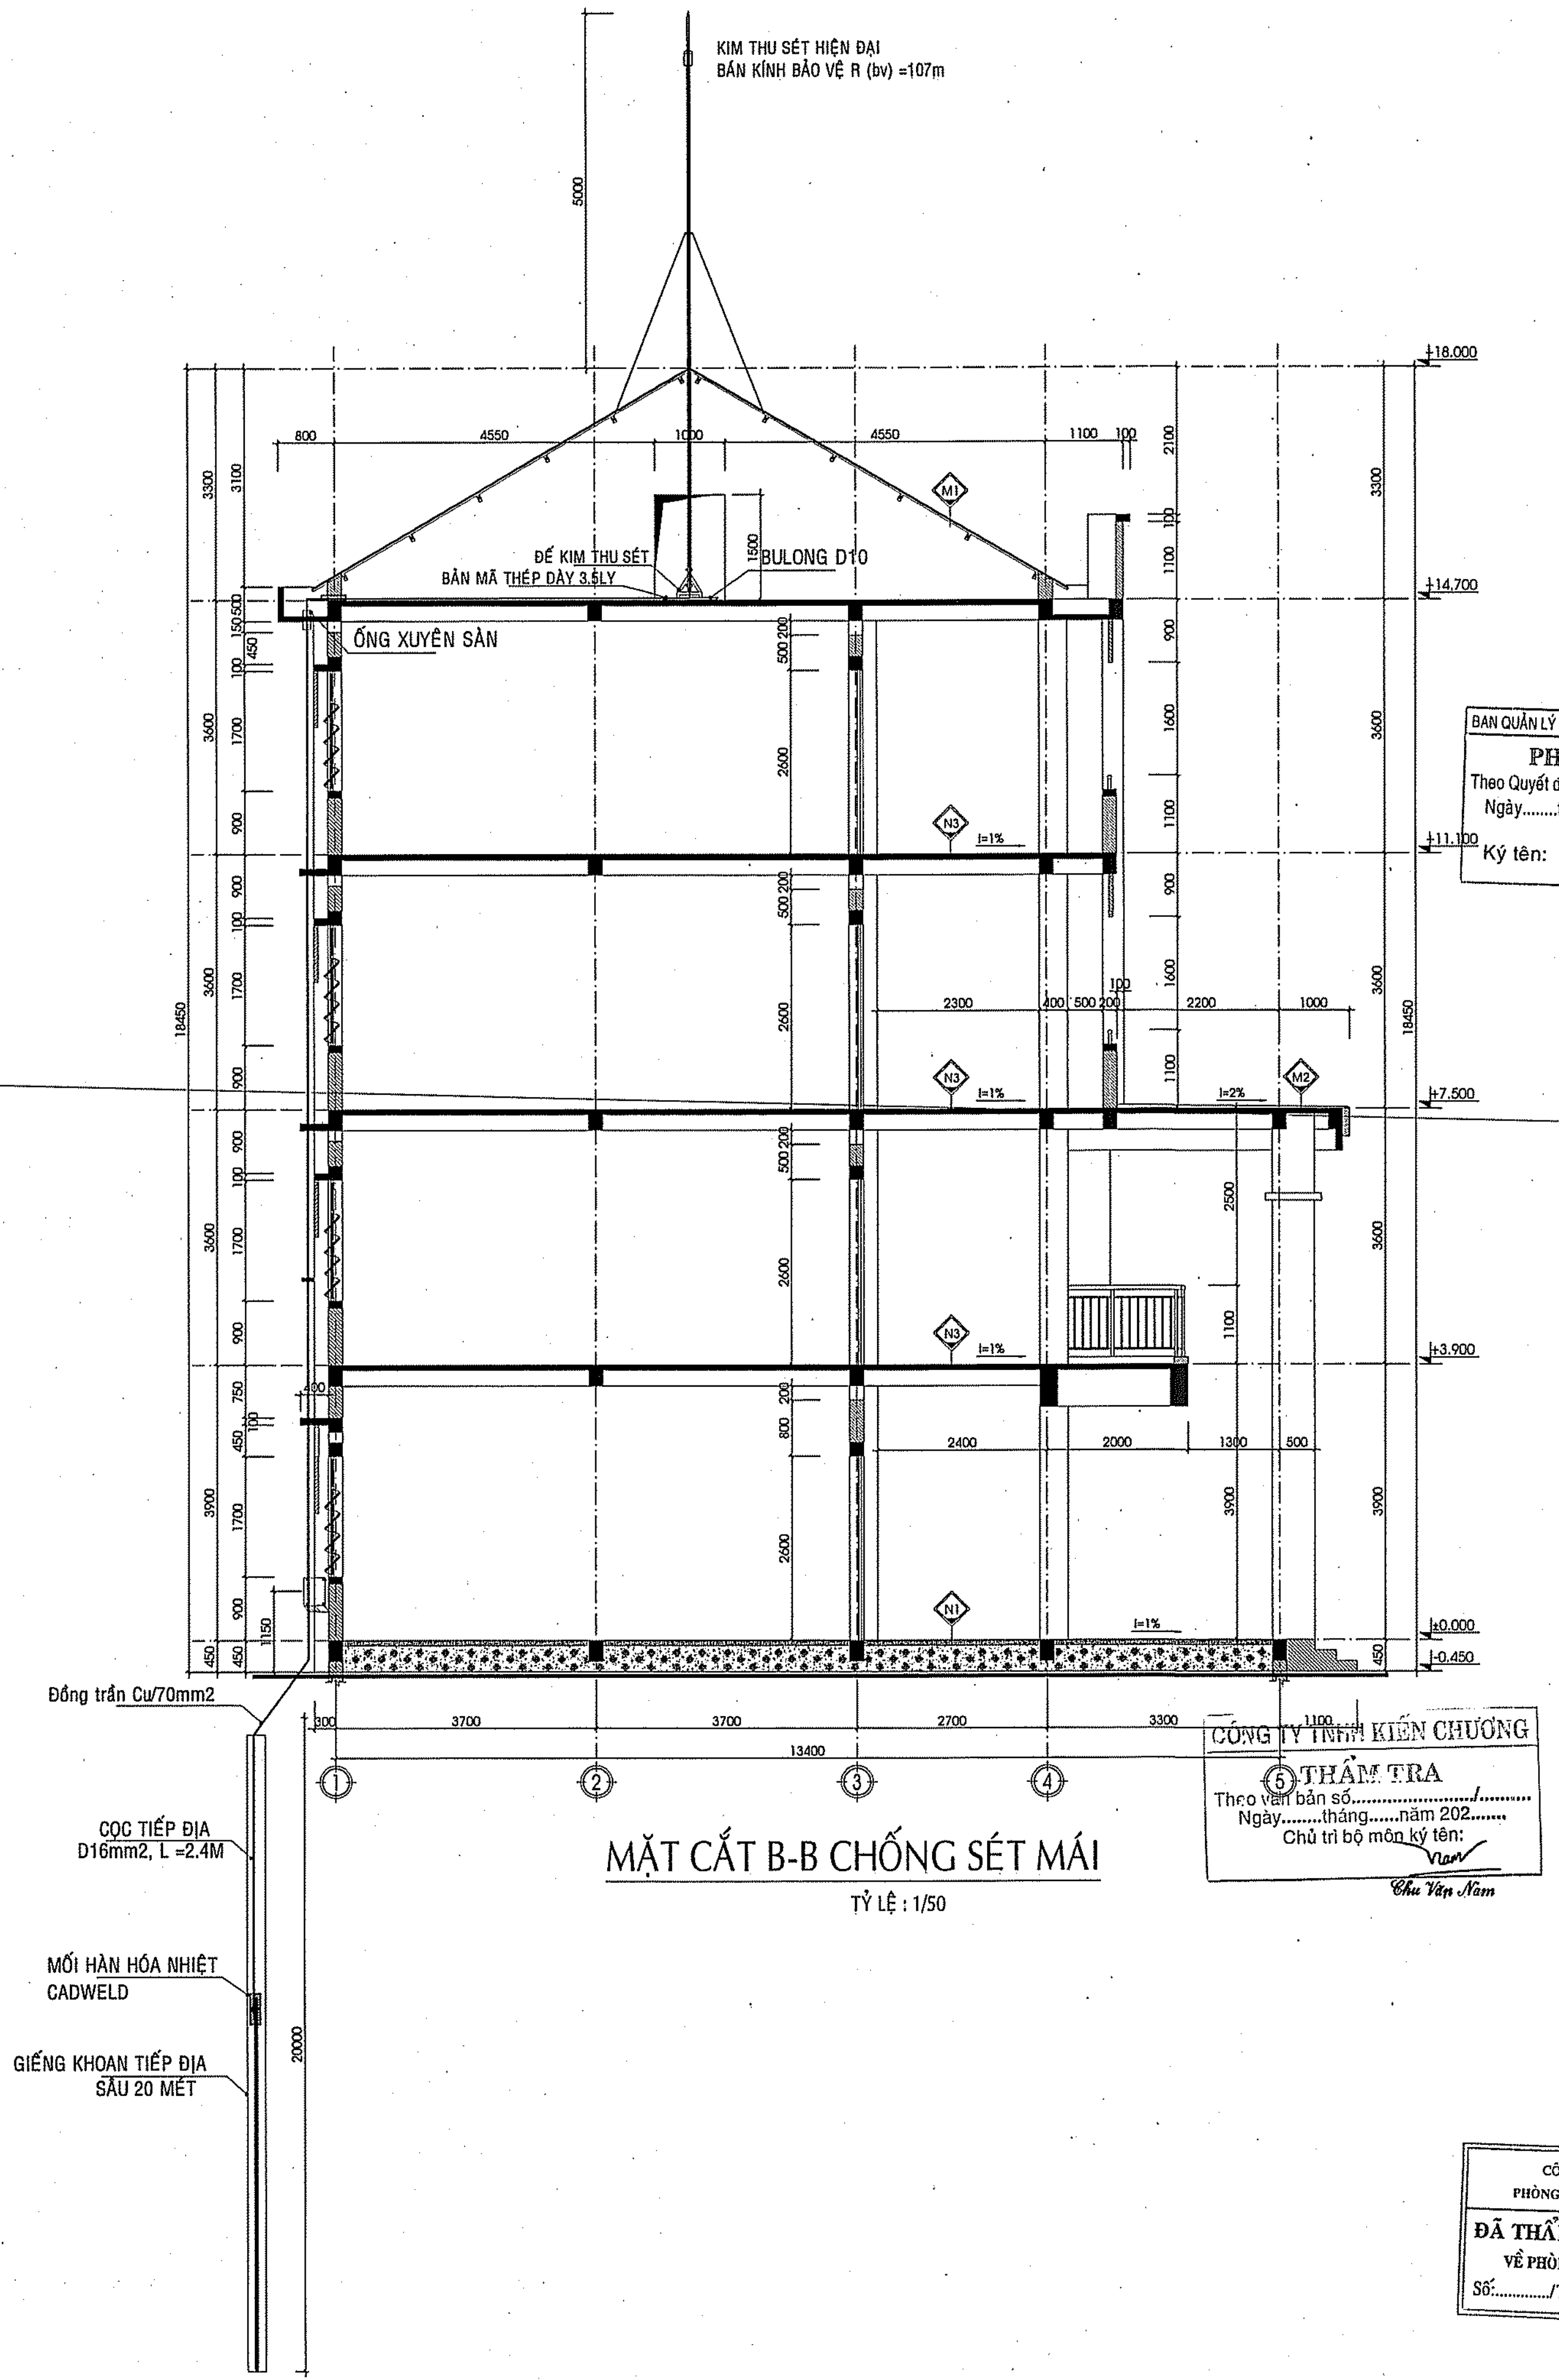 KIM THU SÉT HIỆN ĐẠI
BÁN KÍNH BẢO VỆ R (bv) =107m
5000
+18.000
800
4550
1000
4550
1100
100
2100
3300
3100
3300
M1
100
1100
1500
ĐẾ KIM THU SÉT
BẢN MÃ THÉP DÀY 3.5LY
BULONG D10
+14.700
500
150
450
100
ỐNG XUYÊN SÀN
200
500
900
3600
1700
2600
1600
3600
BAN QUẢN LÝ
PH
Theo Quyết đ
Ngày........t
Ký tên:
900
N3
i=1%
1100
+11.100
900
100
200
500
900
18450
3600
1700
2600
1600
100
2300
400
500
200
2200
1000
3600
18450
900
N3
i=1%
1100
i=2%
M2
+7.500
900
100
200
500
3600
1700
2600
2500
3600
900
N3
i=1%
1100
+3.900
400
750
100
450
200
800
2400
2000
1300
500
3900
1700
2600
3900
3900
900
1150
N1
i=1%
±0.000
450
450
450
-0.450
Đồng trần Cu/70mm2
300
3700
3700
2700
3300
1100
13400
1
2
3
4
5
CÔNG TY TNHH KIẾN CHƯƠNG
THẨM TRA
Theo văn bản số......................./..........
Ngày........tháng......năm 202.......
Chủ trì bộ môn ký tên:
Nam
Chu Văn Nam
MẶT CẮT B-B CHỐNG SÉT MÁI
TỶ LỆ : 1/50
CỌC TIẾP ĐỊA
D16mm2, L =2.4M
MỐI HÀN HÓA NHIỆT
CADWELD
20000
GIẾNG KHOAN TIẾP ĐỊA
SÂU 20 MÉT
CÔ
PHÒNG
ĐÃ THẨ
VỀ PHÒ
Số:............/T